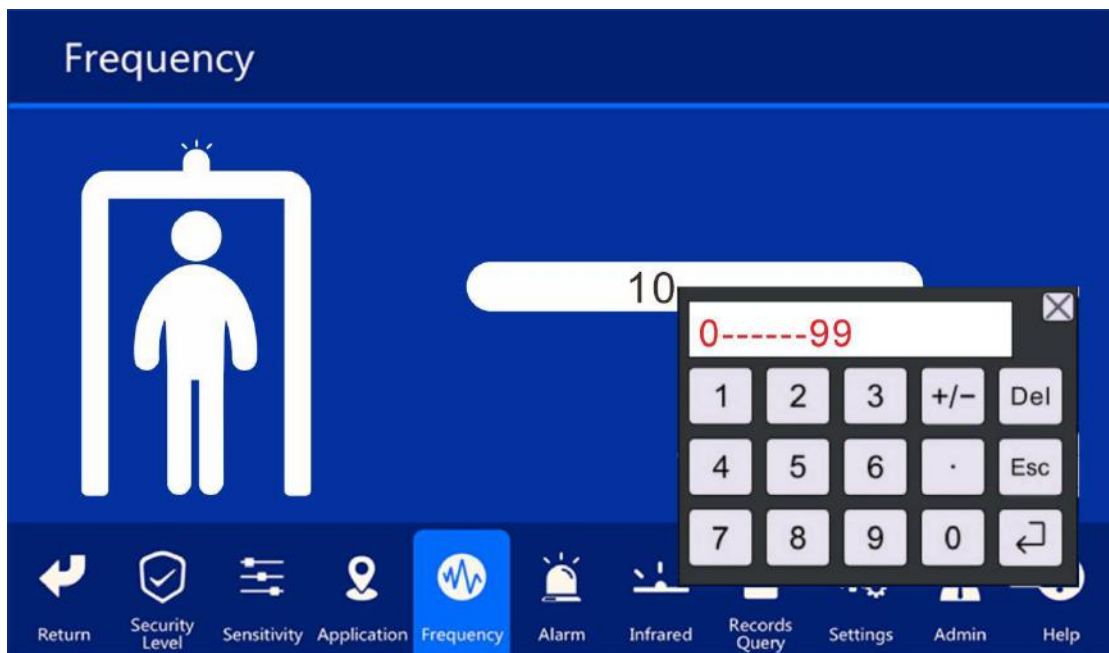 Frequency
10
0------99
1 2 3 +/− Del
4 5 6 . Esc
7 8 9 0
Return Security Level Sensitivity Application Frequency Alarm Infrared Records Query Settings Admin Help